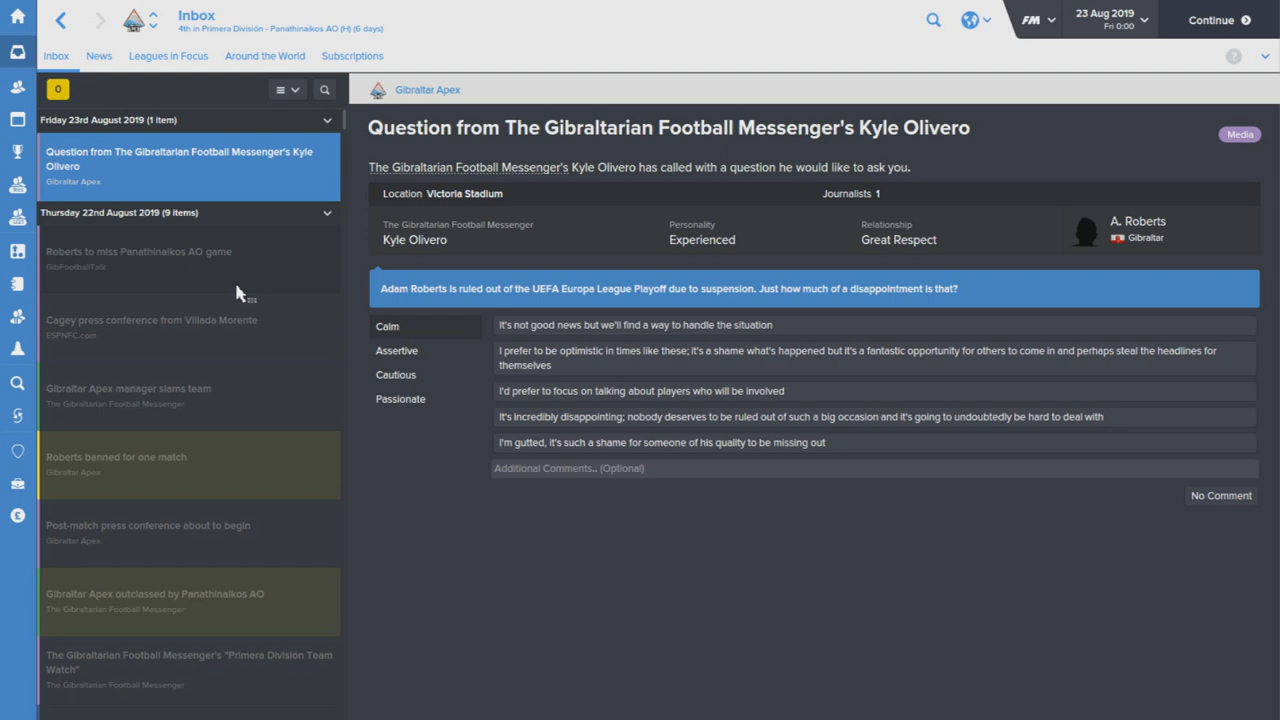 Inbox
4th in Primera División - Panathinaikos AO (H) (6 days)
FM
23 Aug 2019
Fri 0:00
Continue
Inbox
News
Leagues in Focus
Around the World
Subscriptions
?
0
Gibraltar Apex
Friday 23rd August 2019 (1 item)
Question from The Gibraltarian Football Messenger's Kyle
Olivero
Gibraltar Apex
Thursday 22nd August 2019 (9 items)
Roberts to miss Panathinaikos AO game
GibFootballTalk
Cagey press conference from Villada Morente
ESPNFC.com
Gibraltar Apex manager slams team
The Gibraltarian Football Messenger
Roberts banned for one match
Gibraltar Apex
Post-match press conference about to begin
Gibraltar Apex
Gibraltar Apex outclassed by Panathinaikos AO
The Gibraltarian Football Messenger
The Gibraltarian Football Messenger's "Primera División Team
Watch"
The Gibraltarian Football Messenger
Question from The Gibraltarian Football Messenger's Kyle Olivero
Media
The Gibraltarian Football Messenger's Kyle Olivero has called with a question he would like to ask you.
Location Victoria Stadium
Journalists 1
The Gibraltarian Football Messenger
Kyle Olivero
Personality
Experienced
Relationship
Great Respect
A. Roberts
Gibraltar
Adam Roberts is ruled out of the UEFA Europa League Playoff due to suspension. Just how much of a disappointment is that?
Calm
Assertive
Cautious
Passionate
It's not good news but we'll find a way to handle the situation
I prefer to be optimistic in times like these; it's a shame what's happened but it's a fantastic opportunity for others to come in and perhaps steal the headlines for
themselves
I'd prefer to focus on talking about players who will be involved
It's incredibly disappointing; nobody deserves to be ruled out of such a big occasion and it's going to undoubtedly be hard to deal with
I'm gutted, it's such a shame for someone of his quality to be missing out
Additional Comments.. (Optional)
No Comment